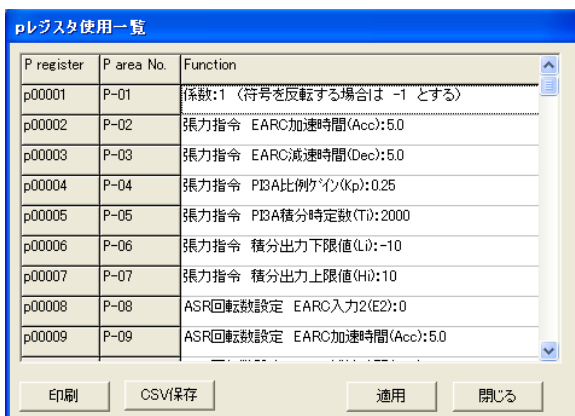 pレジスタ使用一覧
P register P area No. Function
p00001 P-01 係数:1 (符号を反転する場合は -1 とする)
p00002 P-02 張力指令 EARC加速時間(Acc):5.0
p00003 P-03 張力指令 EARC減速時間(Dec):5.0
p00004 P-04 張力指令 PI3A比例ゲイン(Kp):0.25
p00005 P-05 張力指令 PI3A積分時定数(Ti):2000
p00006 P-06 張力指令 積分出力下限値(Li):-10
p00007 P-07 張力指令 積分出力上限値(Hi):10
p00008 P-08 ASR回転数設定 EARC入力2(E2):0
p00009 P-09 ASR回転数設定 EARC加速時間(Acc):5.0
印刷 CSV保存 適用 閉じる